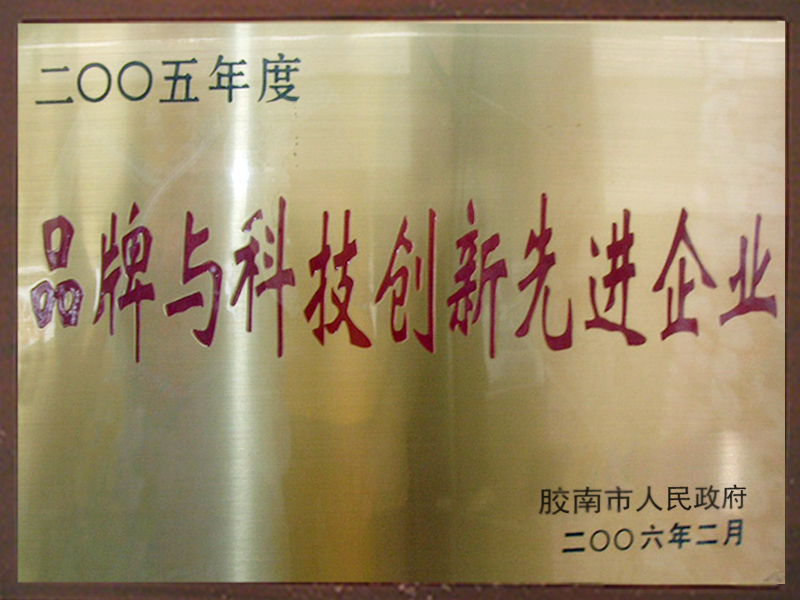 二〇〇五年度
品牌与科技创新先进企业
胶南市人民政府
二〇〇六年二月